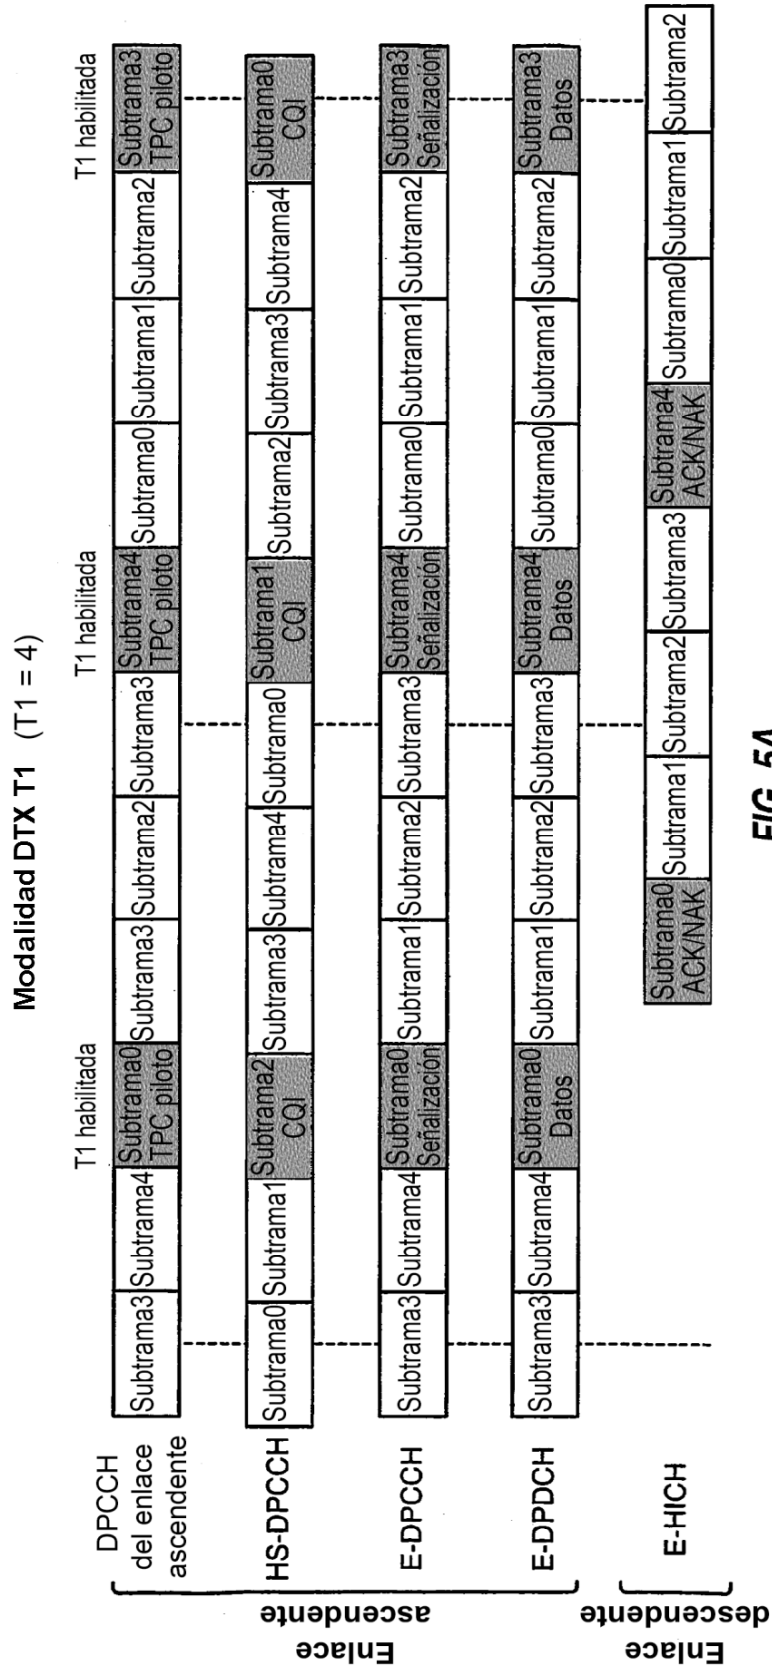 Modalidad DTX T1 (T1 = 4)
T1 habilitada
T1 habilitada
T1 habilitada
Enlace
ascendente
DPCCH
del enlace
ascendente
Subtrama3
Subtrama4
Subtrama0
TPC piloto
Subtrama3
Subtrama2
Subtrama3
Subtrama4
TPC piloto
Subtrama0
Subtrama1
Subtrama2
Subtrama3
TPC piloto
HS-DPCCH
Subtrama0
Subtrama1
Subtrama2
CQI
Subtrama3
Subtrama4
Subtrama0
Subtrama1
CQI
Subtrama2
Subtrama3
Subtrama4
Subtrama0
CQI
E-DPCCH
Subtrama3
Subtrama4
Subtrama0
Señalización
Subtrama1
Subtrama2
Subtrama3
Subtrama4
Señalización
Subtrama0
Subtrama1
Subtrama2
Subtrama3
Señalización
E-DPDCH
Subtrama3
Subtrama4
Subtrama0
Datos
Subtrama1
Subtrama2
Subtrama3
Subtrama4
Datos
Subtrama0
Subtrama1
Subtrama2
Subtrama3
Datos
Enlace
descendente
E-HICH
Subtrama0
ACK/NAK
Subtrama1
Subtrama2
Subtrama3
Subtrama4
ACK/NAK
Subtrama0
Subtrama1
Subtrama2
FIG. 5A